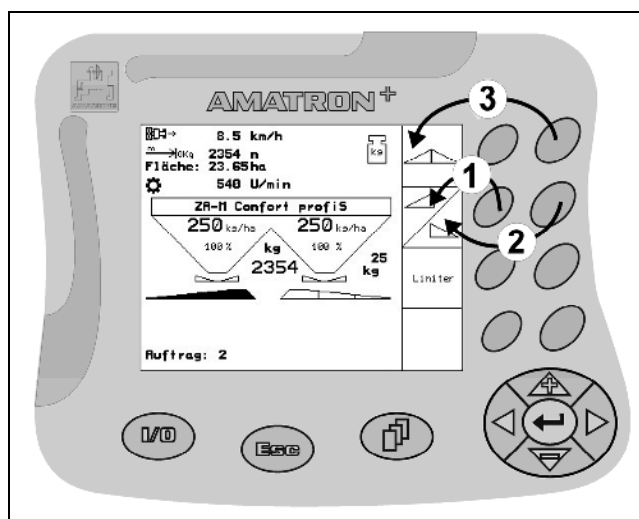 AMATRON+
8.5 km/h
kg
2354 m
Fläche: 23.65ha
540 U/min
ZA-M Confort profiS
250 kg/ha 250 kg/ha
100 % kg 100 %
2354 25 kg
Limiter
Auftrag: 2
3
1
2
I/O
Esc